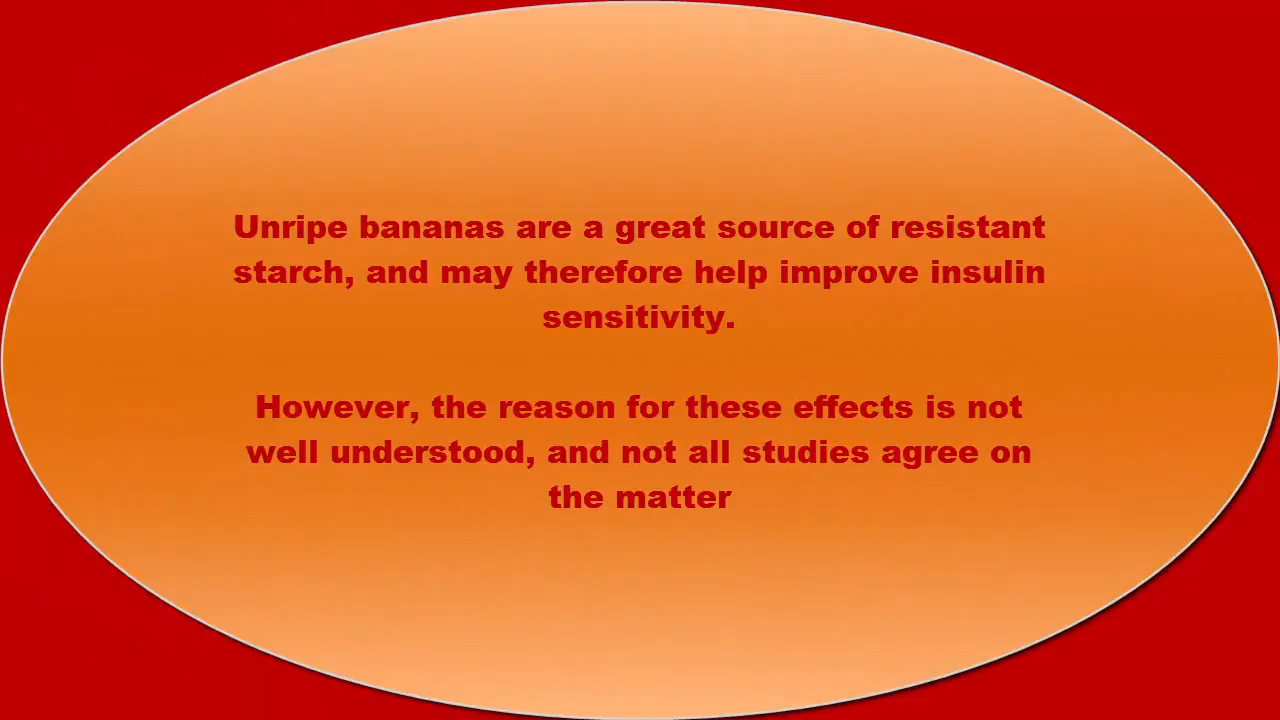 Unripe bananas are a great source of resistant
starch, and may therefore help improve insulin
sensitivity.
However, the reason for these effects is not
well understood, and not all studies agree on
the matter